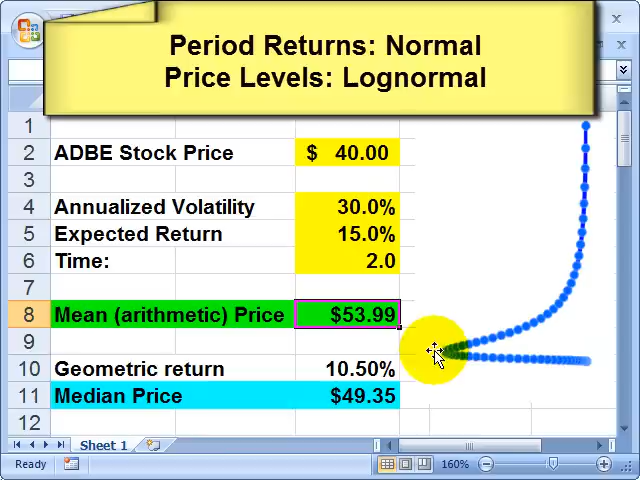 Period Returns: Normal
Price Levels: Lognormal
1
2 ADBE Stock Price $ 40.00
3
4 Annualized Volatility 30.0%
5 Expected Return 15.0%
6 Time: 2.0
7
8 Mean (arithmetic) Price $53.99
9
10 Geometric return 10.50%
11 Median Price $49.35
12
Sheet 1
Ready 160%